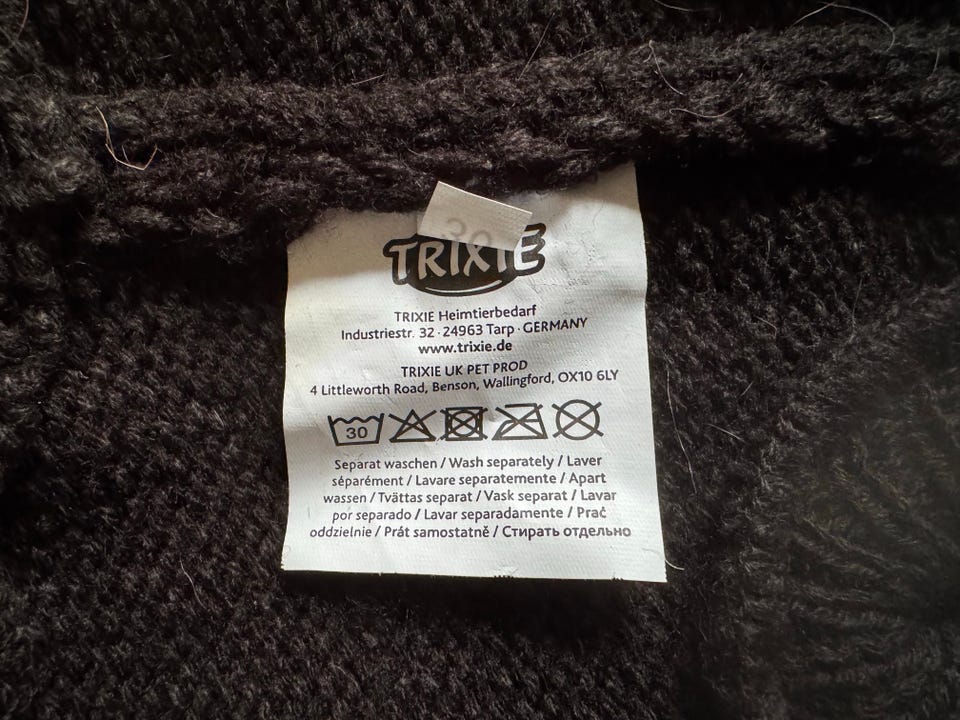 30
TRIXIE
TRIXIE Heimtierbedarf
Industriestr. 32 · 24963 Tarp · GERMANY
www.trixie.de
TRIXIE UK PET PROD
4 Littleworth Road, Benson, Wallingford, OX10 6LY
30
Separat waschen / Wash separately / Laver
séparément / Lavare separatemente / Apart
wassen / Tvättas separat / Vask separat / Lavar
por separado / Lavar separadamente / Prać
oddzielnie / Prát samostatně / Стирать отдельно